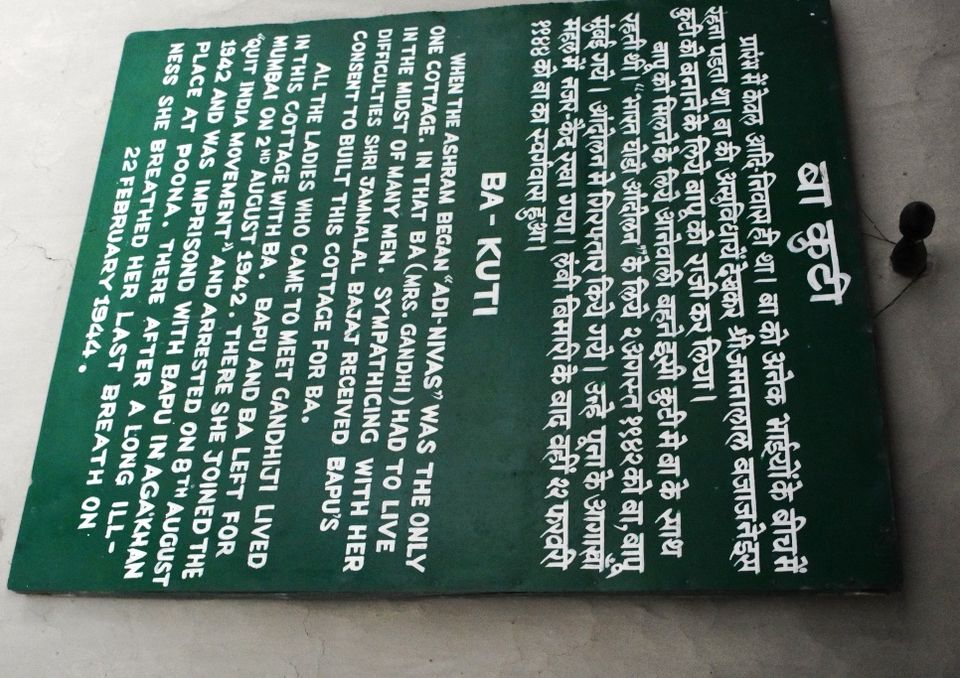 बा कुटी
प्रारंभ में केवल आदि-निवास ही था। बा को अनेक भाईयों के बीच में
रहना पड़ता था। बा की असुविधायें देखकर श्री जमनालाल बजाज ने इस
कुटी को बनाने के लिये बापू को राजी कर लिया।
बापू को मिलने के लिये आनेवाली बहनें इसी कुटी में बा के साथ
रहती थीं। "भारत छोडो आंदोलन" के लिये २ अगस्त १९४२ को बा, बापू
मुंबई गये। आंदोलन में गिरफ्तार किये गये। उन्हें पूना के आगाखाँ
महल में नजर-कैद रखा गया। लंबी बिमारी के बाद वहीं २२ फरवरी
१९४४ को बा का स्वर्गवास हुआ।
BA - KUTI
WHEN THE ASHRAM BEGAN "ADI-NIVAS" WAS THE ONLY
ONE COTTAGE. IN THAT BA (MRS. GANDHI) HAD TO LIVE
IN THE MIDST OF MANY MEN. SYMPATHICING WITH HER
DIFFICULTIES SHRI JAMNALAL BAJAJ RECEIVED BAPU'S
CONSENT TO BUILT THIS COTTAGE FOR BA.
ALL THE LADIES WHO CAME TO MEET GANDHIJI LIVED
IN THIS COTTAGE WITH BA. BAPU AND BA LEFT FOR
MUMBAI ON 2ND AUGUST 1942. THERE SHE JOINED THE
"QUIT INDIA MOVEMENT" AND ARRESTED ON 8TH AUGUST
1942 AND WAS IMPRISOND WITH BAPU IN AGAKHAN
PLACE AT POONA. THERE AFTER A LONG ILL-
NESS SHE BREATHED HER LAST BREATH ON
22 FEBRUARY 1944.